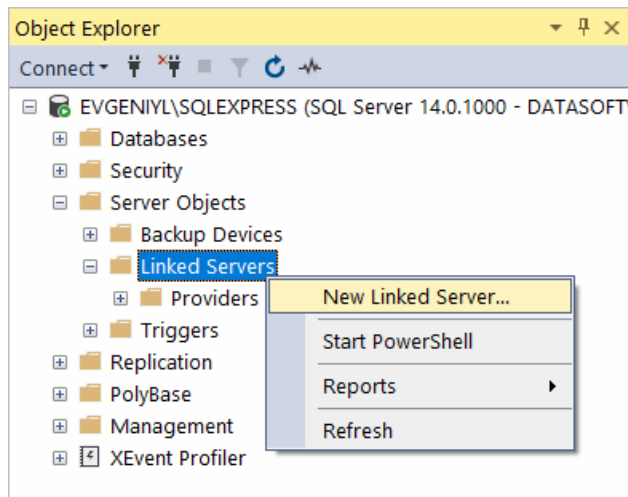 Object Explorer
Connect
EVGENIYL\SQLEXPRESS (SQL Server 14.0.1000 - DATASOFT
Databases
Security
Server Objects
Backup Devices
Linked Servers
New Linked Server...
Providers
Start PowerShell
Triggers
Reports
Replication
PolyBase
Refresh
Management
XEvent Profiler